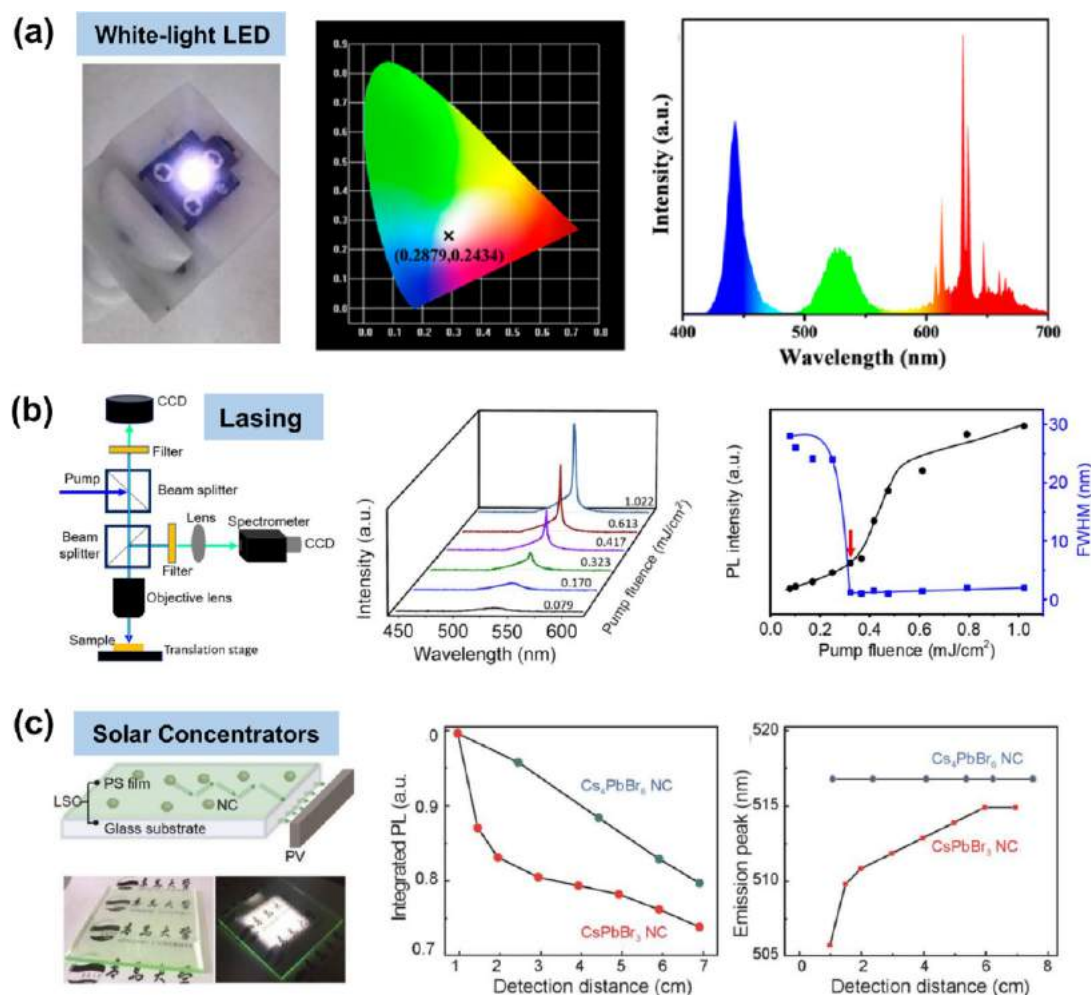 (a)
White-light LED
0.9
0.8
0.7
0.6
0.5
0.4
0.3
0.2
0.1
0.0
(0.2879,0.2434)
0.0 0.1 0.2 0.3 0.4 0.5 0.6 0.7 0.8
Intensity (a.u.)
400 500 600 700
Wavelength (nm)
(b)
Lasing
CCD
Filter
Pump
Beam splitter
Beam
splitter
Lens
Spectrometer
CCD
Filter
Objective lens
Sample
Translation stage
Intensity (a.u.)
1.022
0.613
0.417
0.323
0.170
0.079
Pump fluence (mJ/cm²)
450 500 550 600
Wavelength (nm)
PL intensity (a.u.)
30
20
10
0
FWHM (nm)
0.0 0.2 0.4 0.6 0.8 1.0
Pump fluence (mJ/cm²)
(c)
Solar Concentrators
LSC
PS film
NC
Glass substrate
PV
青岛大学
青岛大学
Integrated PL (a.u.)
0
0.9
0.8
0.7
Cs₄PbBr₆ NC
CsPbBr₃ NC
1 2 3 4 5 6 7
Detection distance (cm)
Emission peak (nm)
520
515
510
505
Cs₄PbBr₆ NC
CsPbBr₃ NC
0 2 4 6 8
Detection distance (cm)